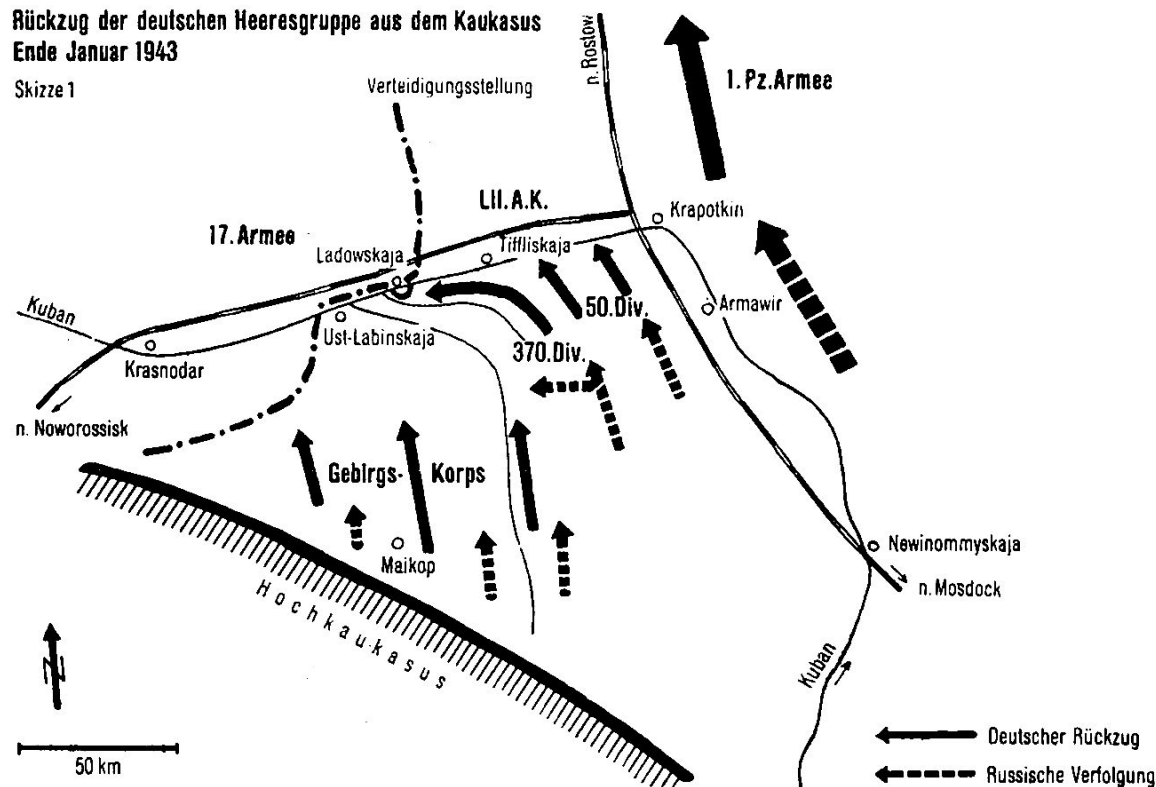 Rückzug der deutschen Heeresgruppe aus dem Kaukasus
Ende Januar 1943
Skizze 1
Verteidigungsstellung
n. Rostow
1. Pz. Armee
LII. A.K.
Krapotkin
17. Armee
Ladowskaja
Tiffliskaja
Kuban
Ust-Labinskaja
50. Div.
Armawir
Krasnodar
370. Div.
n. Noworossisk
Gebirgs- Korps
Maikop
Newinommyskaja
n. Mosdock
Hochkaukasus
Kuban
N
50 km
Deutscher Rückzug
Russische Verfolgung